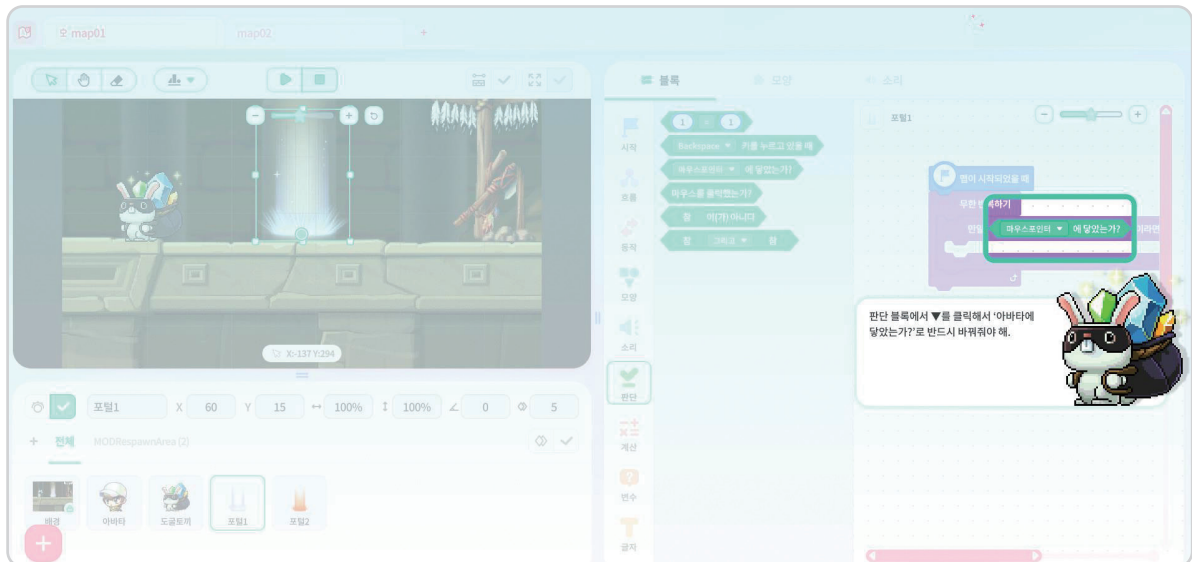 오 map01
map02
+
블록
모양
소리
1 = 1
Backspace ▼ 키를 누르고 있을 때
마우스포인터 ▼ 에 닿았는가?
마우스를 클릭했는가?
참 이(가) 아니다
참 그리고 ▼ 참
시작
흐름
동작
모양
소리
판단
계산
변수
글자
포털1
맵이 시작되었을 때
무한 반복하기
만일 마우스포인터 ▼ 에 닿았는가? 이라면
판단 블록에서 ▼를 클릭해서 ‘아바타에
닿았는가?’로 반드시 바꿔줘야 해.
X:-137 Y:294
포털1 X 60 Y 15 ↔ 100% ↕ 100% ∠ 0 5
+ 전체 MODRespawnArea (2)
배경
아바타
도굴토끼
포털1
포털2